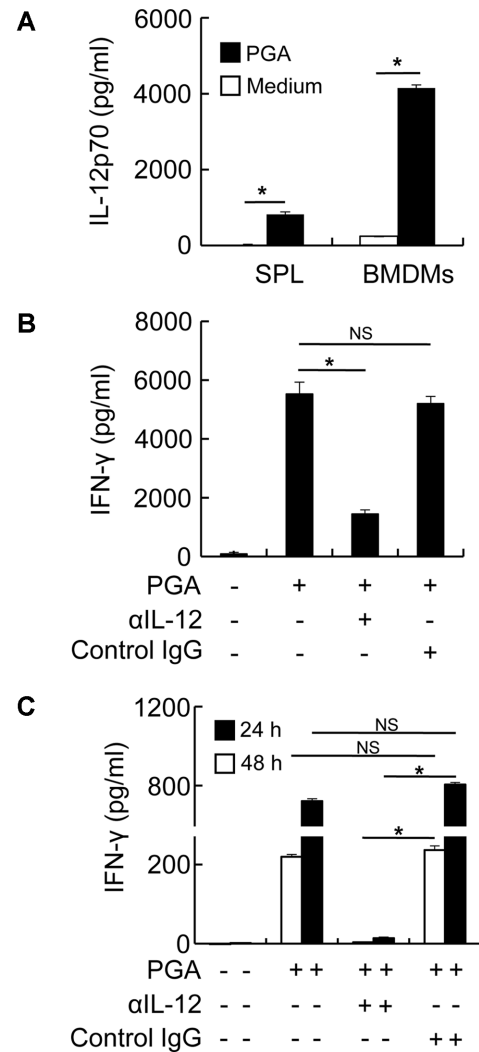 A
IL-12p70 (pg/ml)
6000
4000
2000
0
PGA
Medium
*
*
SPL BMDMs
B
IFN-γ (pg/ml)
8000
6000
4000
2000
0
NS
*
PGA - + + +
αIL-12 - - + -
Control IgG - - - +
C
IFN-γ (pg/ml)
1200
800
200
0
24 h
48 h
NS
NS
*
*
PGA - - + + + + + +
αIL-12 - - - - + + - -
Control IgG - - - - - - + +